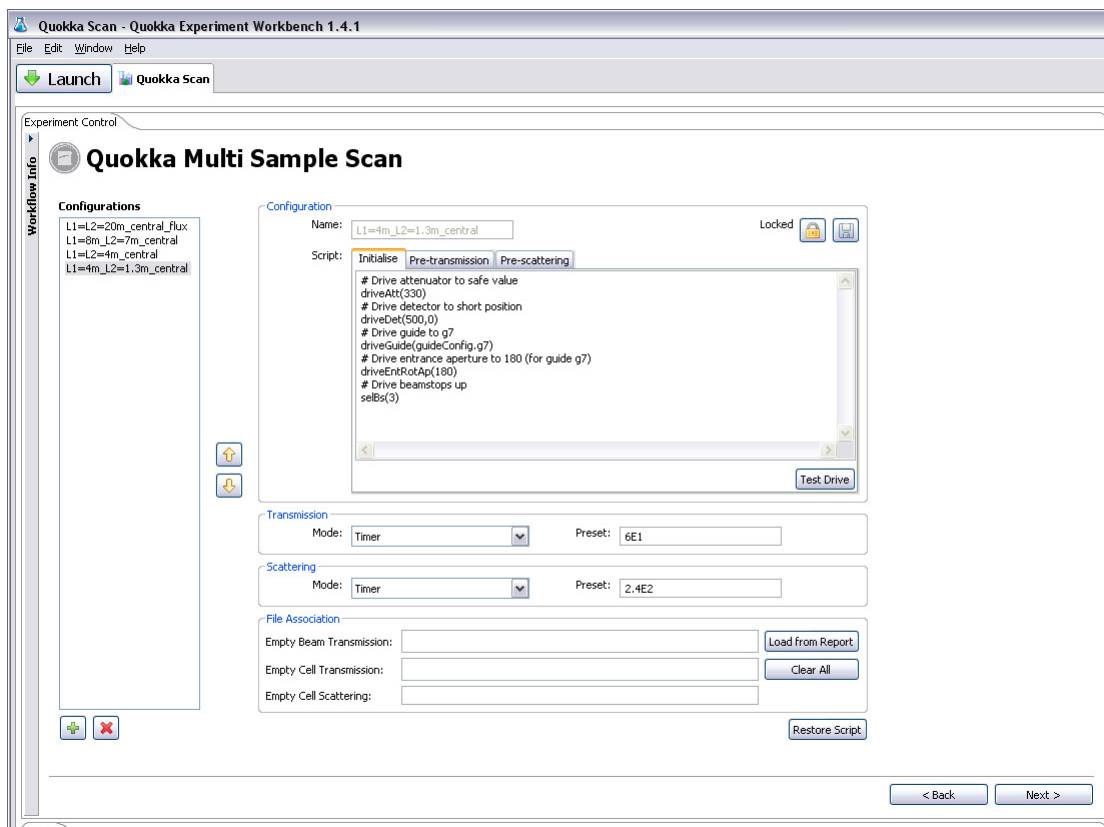 Quokka Scan - Quokka Experiment Workbench 1.4.1
File Edit Window Help
Launch Quokka Scan
Experiment Control
Workflow Info
Quokka Multi Sample Scan
Configurations
L1=L2=20m_central_flux
L1=8m_L2=7m_central
L1=L2=4m_central
L1=4m_L2=1.3m_central
Configuration
Name: L1=4m_L2=1.3m_central Locked
Script: Initialise Pre-transmission Pre-scattering
# Drive attenuator to safe value
driveAtt(330)
# Drive detector to short position
driveDet(500,0)
# Drive guide to g7
driveGuide(guideConfig.g7)
# Drive entrance aperture to 180 (for guide g7)
driveEntRotAp(180)
# Drive beamstops up
selBs(3)
Test Drive
Transmission
Mode: Timer Preset: 6E1
Scattering
Mode: Timer Preset: 2.4E2
File Association
Empty Beam Transmission: Load from Report
Empty Cell Transmission: Clear All
Empty Cell Scattering:
Restore Script
< Back Next >